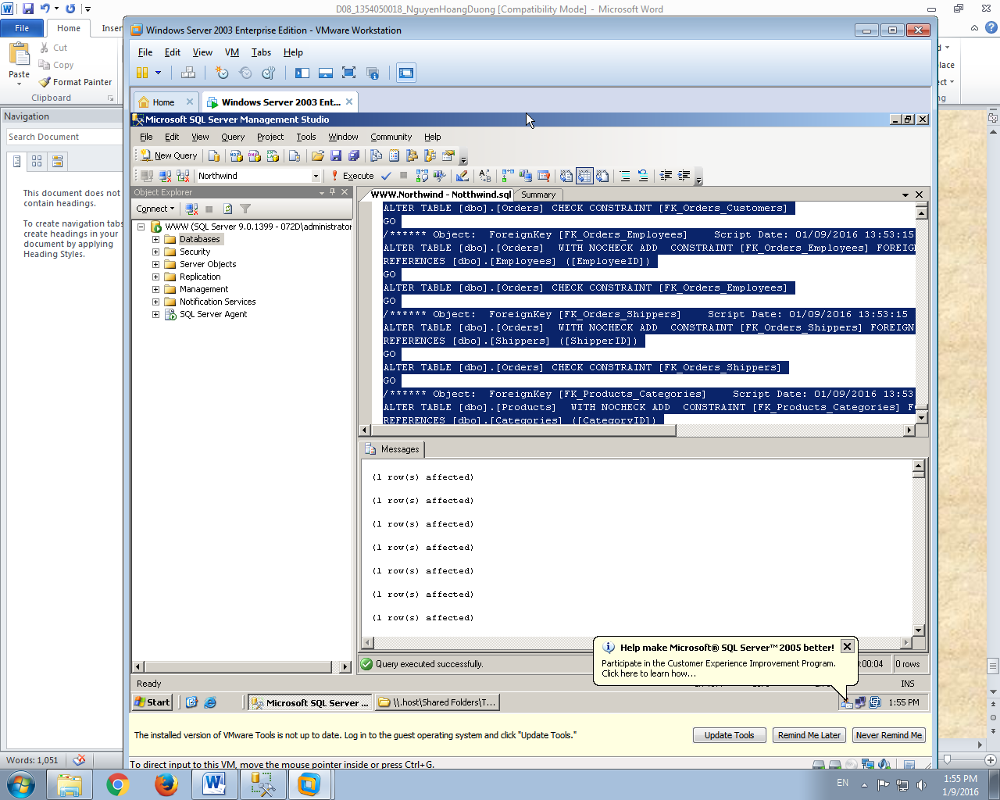 D08_1354050018_NguyenHoangDuong [Compatibility Mode] - Microsoft Word
File
Home
Inser
Cut
Copy
Paste
Format Painter
Clipboard
Navigation
Search Document
This document does not
contain headings.
To create navigation tabs
create headings in your
document by applying
Heading Styles.
Words: 1,051
Windows Server 2003 Enterprise Edition - VMware Workstation
File Edit View VM Tabs Help
Home
Windows Server 2003 Ent...
Microsoft SQL Server Management Studio
File Edit View Query Project Tools Window Community Help
New Query
Northwind
Execute
Object Explorer
Connect
WWW (SQL Server 9.0.1399 - 072D\administrator
Databases
Security
Server Objects
Replication
Management
Notification Services
SQL Server Agent
WWW.Northwind - Notthwind.sql
Summary
ALTER TABLE [dbo].[Orders] CHECK CONSTRAINT [FK_Orders_Customers]
GO
/****** Object:  ForeignKey [FK_Orders_Employees]    Script Date: 01/09/2016 13:53:15
ALTER TABLE [dbo].[Orders]  WITH NOCHECK ADD  CONSTRAINT [FK_Orders_Employees] FOREIG
REFERENCES [dbo].[Employees] ([EmployeeID])
GO
ALTER TABLE [dbo].[Orders] CHECK CONSTRAINT [FK_Orders_Employees]
GO
/****** Object:  ForeignKey [FK_Orders_Shippers]    Script Date: 01/09/2016 13:53:15
ALTER TABLE [dbo].[Orders]  WITH NOCHECK ADD  CONSTRAINT [FK_Orders_Shippers] FOREIGN
REFERENCES [dbo].[Shippers] ([ShipperID])
GO
ALTER TABLE [dbo].[Orders] CHECK CONSTRAINT [FK_Orders_Shippers]
GO
/****** Object:  ForeignKey [FK_Products_Categories]    Script Date: 01/09/2016 13:53
ALTER TABLE [dbo].[Products]  WITH NOCHECK ADD  CONSTRAINT [FK_Products_Categories] F
REFERENCES [dbo].[Categories] ([CategoryID])
Messages
(1 row(s) affected)
(1 row(s) affected)
(1 row(s) affected)
(1 row(s) affected)
(1 row(s) affected)
(1 row(s) affected)
(1 row(s) affected)
Help make Microsoft® SQL Server™ 2005 better!
Participate in the Customer Experience Improvement Program.
Click here to learn how...
Query executed successfully.
0:00:04
0 rows
Ready
INS
Start
Microsoft SQL Server ...
\\.host\Shared Folders\T...
1:55 PM
The installed version of VMware Tools is not up to date. Log in to the guest operating system and click "Update Tools."
Update Tools
Remind Me Later
Never Remind Me
To direct input to this VM, move the mouse pointer inside or press Ctrl+G.
EN
1:55 PM
1/9/2016